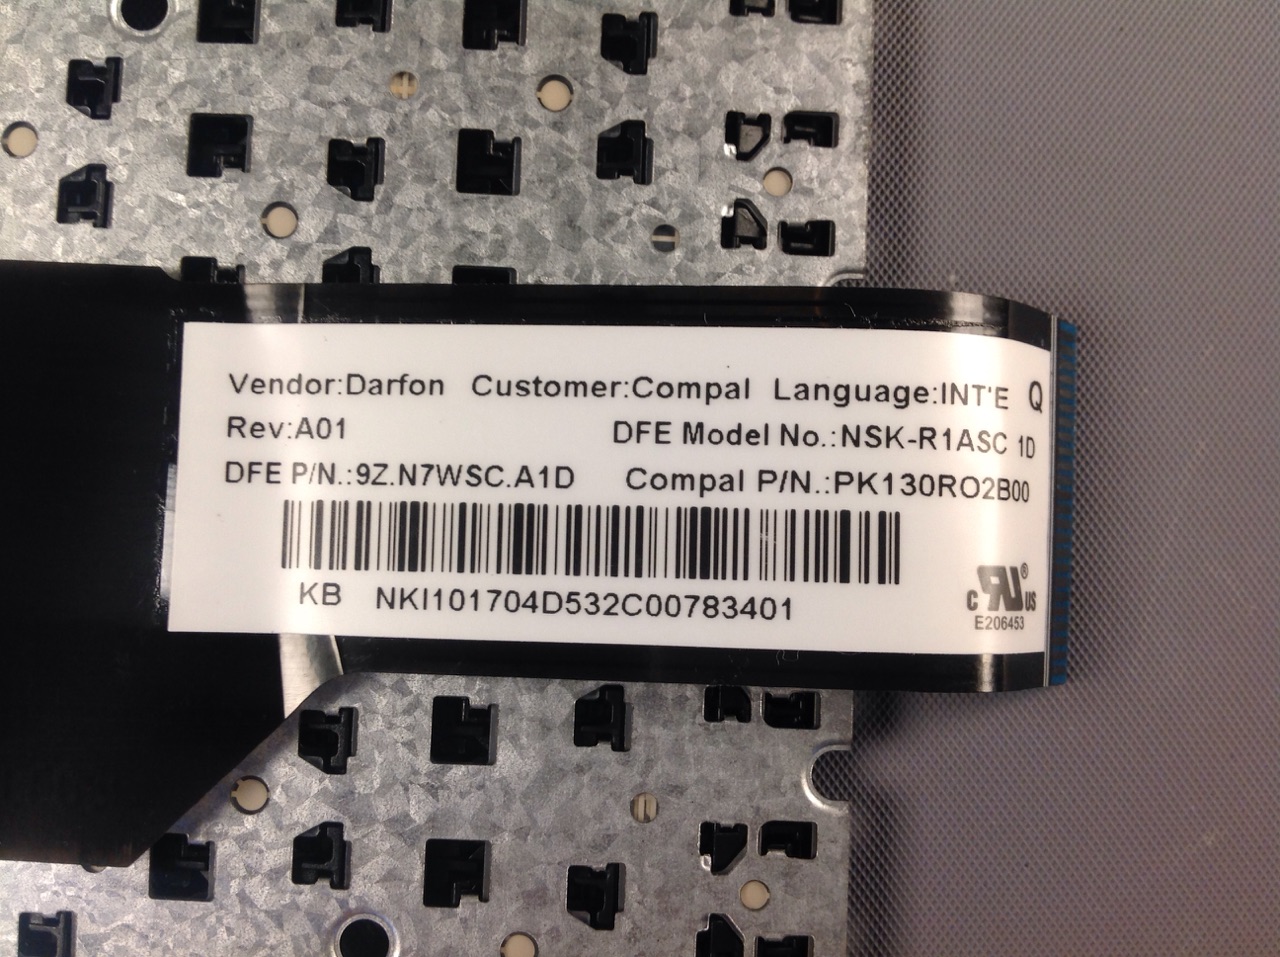 Vendor:Darfon Customer:Compal Language:INT'E Q
Rev:A01 DFE Model No.:NSK-R1ASC 1D
DFE P/N.:9Z.N7WSC.A1D Compal P/N.:PK130RO2B00
KB NKI101704D532C00783401
c RU ® US
E206453